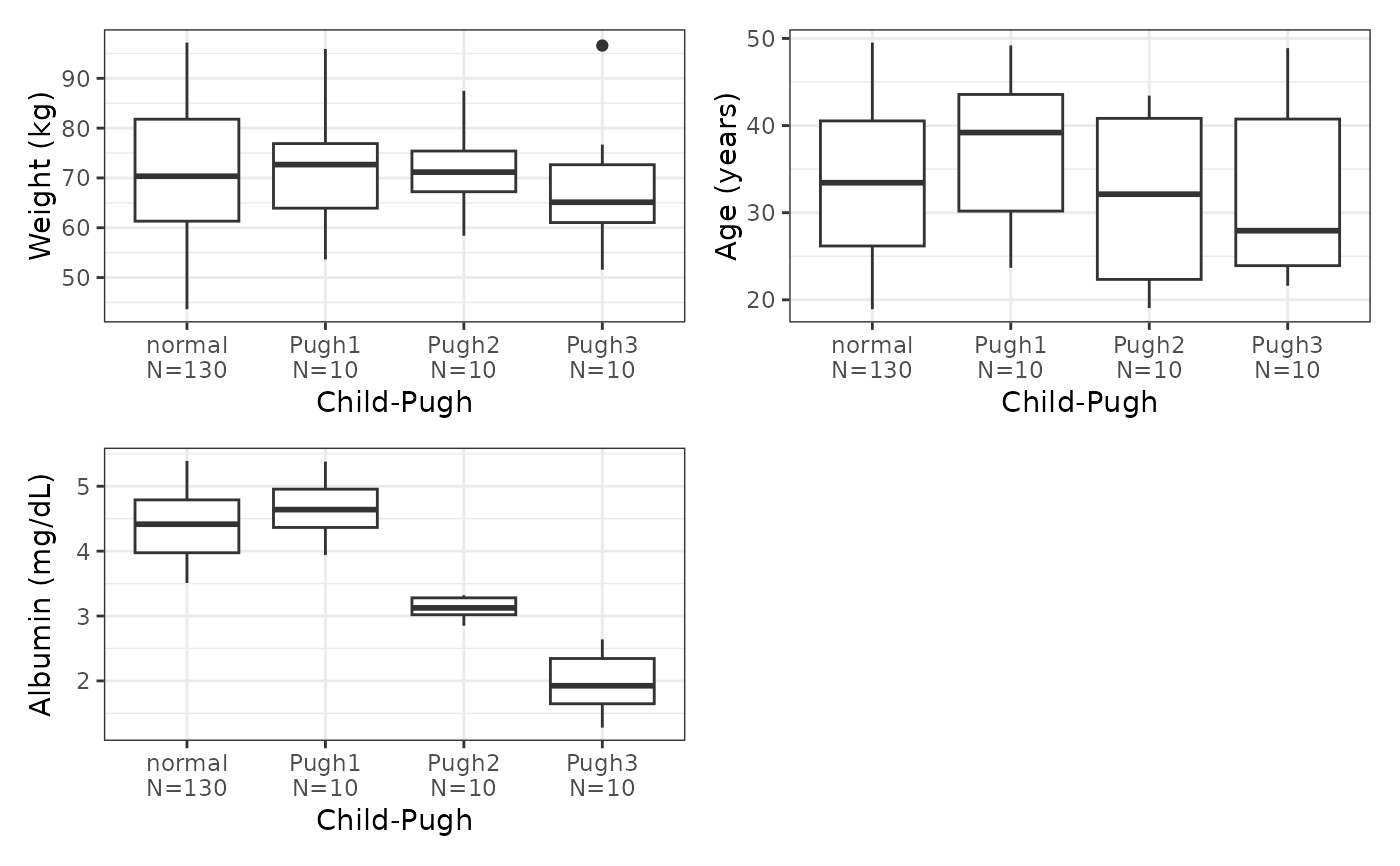 Weight (kg)
90
80
70
60
50
normal Pugh1 Pugh2 Pugh3
N=130 N=10 N=10 N=10
Child-Pugh
Age (years)
50
40
30
20
normal Pugh1 Pugh2 Pugh3
N=130 N=10 N=10 N=10
Child-Pugh
Albumin (mg/dL)
5
4
3
2
normal Pugh1 Pugh2 Pugh3
N=130 N=10 N=10 N=10
Child-Pugh